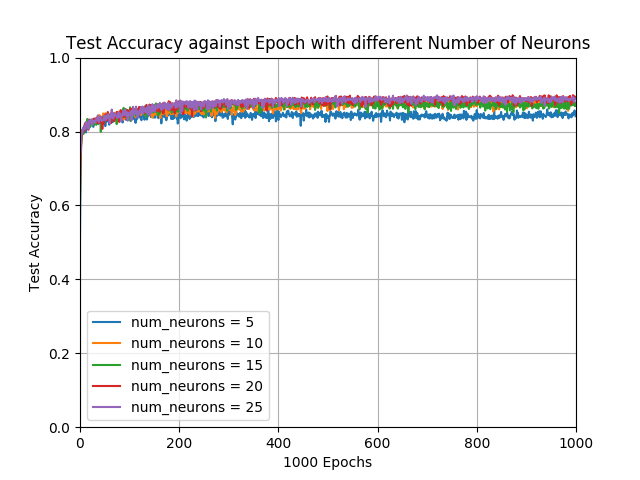 Test Accuracy against Epoch with different Number of Neurons
1.0
0.8
0.6
0.4
0.2
0.0
Test Accuracy
num_neurons = 5
num_neurons = 10
num_neurons = 15
num_neurons = 20
num_neurons = 25
0 200 400 600 800 1000
1000 Epochs